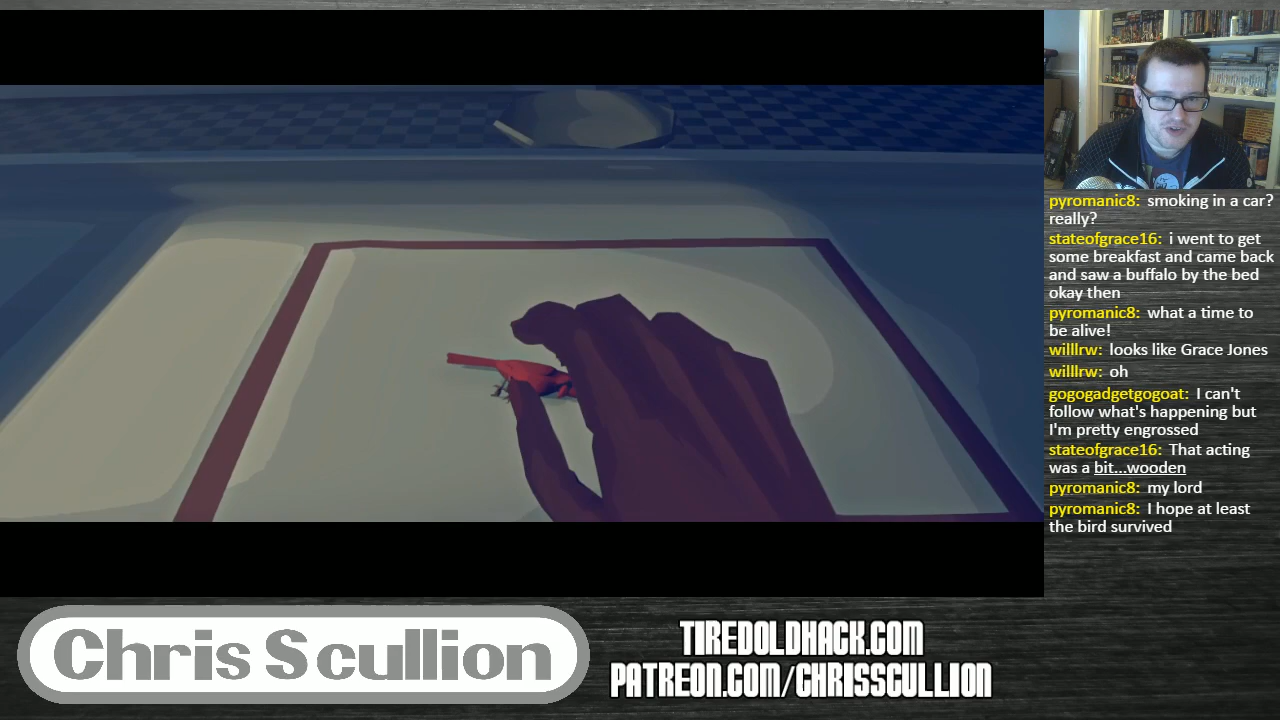 pyromanic8: smoking in a car?
really?
stateofgrace16: i went to get
some breakfast and came back
and saw a buffalo by the bed
okay then
pyromanic8: what a time to
be alive!
willlrw: looks like Grace Jones
willlrw: oh
gogogadgetgogoat: I can't
follow what's happening but
I'm pretty engrossed
stateofgrace16: That acting
was a bit...wooden
pyromanic8: my lord
pyromanic8: I hope at least
the bird survived
Chris Scullion
TIREDOLDHACK.COM
PATREON.COM/CHRISSCULLION